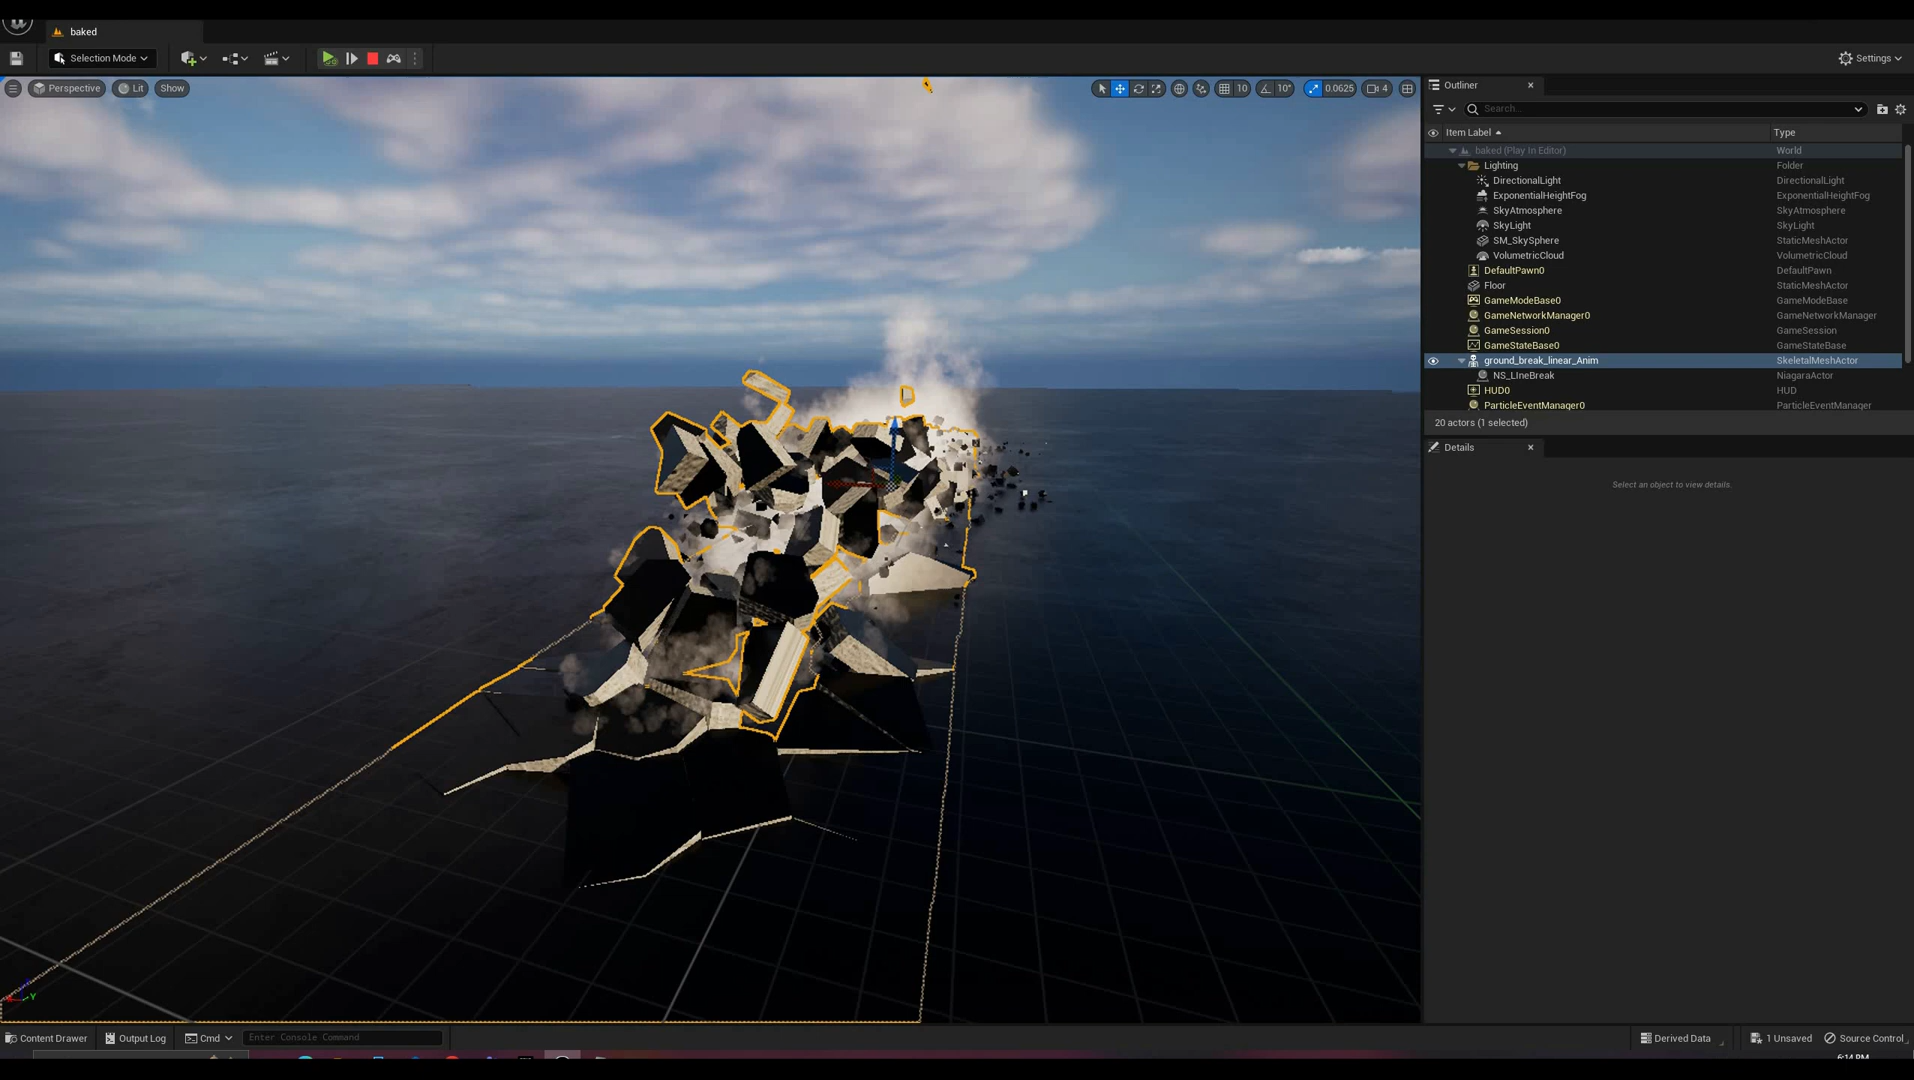 baked
Selection Mode
Settings
Perspective
Lit
Show
10
10°
0.0625
4
Outliner
Search...
Item Label
Type
baked (Play In Editor)
World
Lighting
Folder
DirectionalLight
DirectionalLight
ExponentialHeightFog
ExponentialHeightFog
SkyAtmosphere
SkyAtmosphere
SkyLight
SkyLight
SM_SkySphere
StaticMeshActor
VolumetricCloud
VolumetricCloud
DefaultPawn0
DefaultPawn
Floor
StaticMeshActor
GameModeBase0
GameModeBase
GameNetworkManager0
GameNetworkManager
GameSession0
GameSession
GameStateBase0
GameStateBase
ground_break_linear_Anim
SkeletalMeshActor
NS_LIneBreak
NiagaraActor
HUD0
HUD
ParticleEventManager0
ParticleEventManager
20 actors (1 selected)
Details
Select an object to view details.
Y
Content Drawer
Output Log
Cmd
Enter Console Command
Derived Data
1 Unsaved
Source Control
6:14 PM